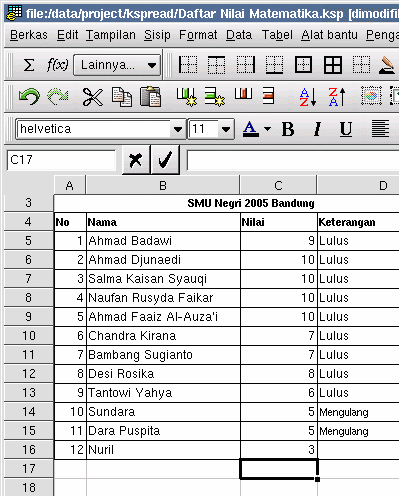 file:/data/project/kspread/Daftar Nilai Matematika.ksp [dimodifi
Berkas Edit Tampilan Sisip Format Data Tabel Alat bantu Penga
Σ f(x) Lainnya...
helvetica 11 A B I U
C17
A B C D
3 SMU Negri 2005 Bandung
4 No Nama Nilai Keterangan
5 1 Ahmad Badawi 9 Lulus
6 2 Ahmad Djunaedi 10 Lulus
7 3 Salma Kaisan Syauqi 10 Lulus
8 4 Naufan Rusyda Faikar 10 Lulus
9 5 Ahmad Faaiz Al-Auza'i 10 Lulus
10 6 Chandra Kirana 7 Lulus
11 7 Bambang Sugianto 7 Lulus
12 8 Desi Rosika 8 Lulus
13 9 Tantowi Yahya 6 Lulus
14 10 Sundara 5 Mengulang
15 11 Dara Puspita 5 Mengulang
16 12 Nuril 3
17
18